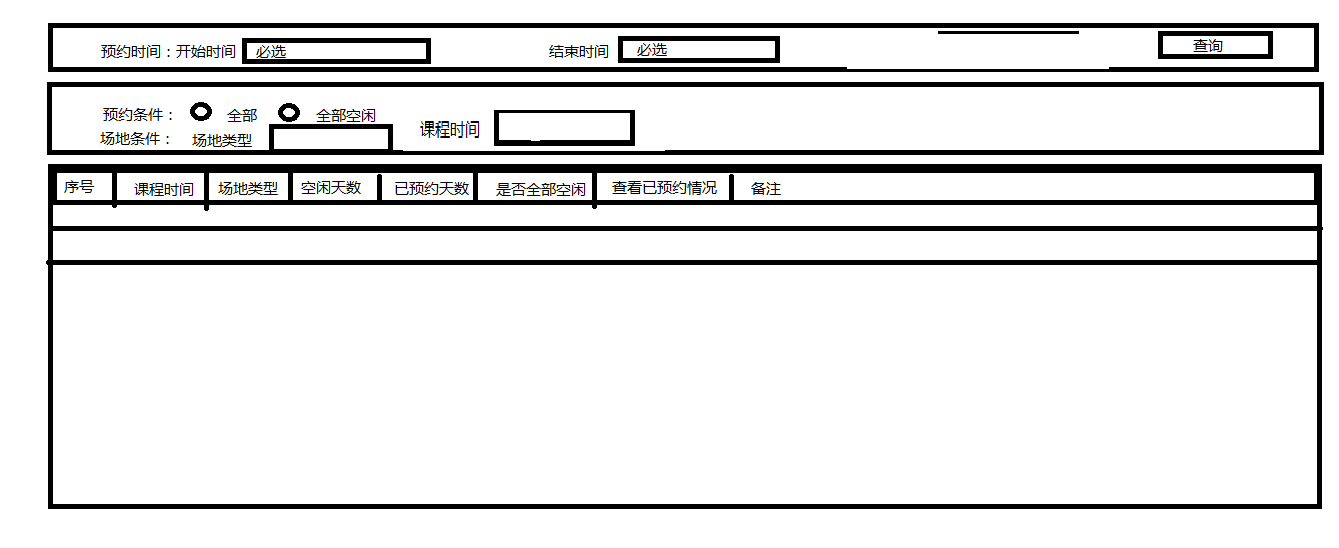 预约时间：开始时间 必选 结束时间 必选 查询
预约条件： 全部 全部空闲
场地条件： 场地类型 课程时间
序号 课程时间 场地类型 空闲天数 已预约天数 是否全部空闲 查看已预约情况 备注